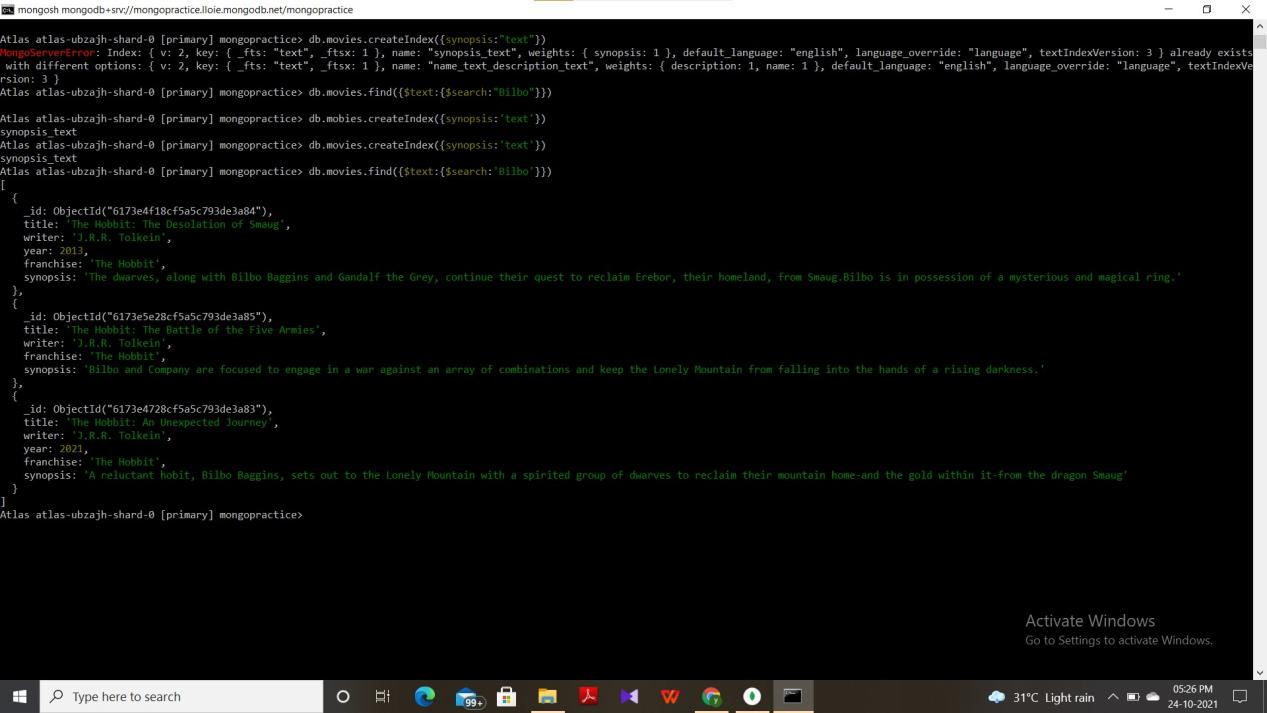 mongosh mongodb+srv://mongopractice.lloie.mongodb.net/mongopractice
Atlas atlas-ubzajh-shard-0 [primary] mongopractice> db.movies.createIndex({synopsis:"text"})
MongoServerError: Index: { v: 2, key: { _fts: "text", _ftsx: 1 }, name: "synopsis_text", weights: { synopsis: 1 }, default_language: "english", language_override: "language", textIndexVersion: 3 } already exists
with different options: { v: 2, key: { _fts: "text", _ftsx: 1 }, name: "name_text_description_text", weights: { description: 1, name: 1 }, default_language: "english", language_override: "language", textIndexVe
rsion: 3 }
Atlas atlas-ubzajh-shard-0 [primary] mongopractice> db.movies.find({$text:{$search:"Bilbo"}})
Atlas atlas-ubzajh-shard-0 [primary] mongopractice> db.mobies.createIndex({synopsis:'text'})
synopsis_text
Atlas atlas-ubzajh-shard-0 [primary] mongopractice> db.movies.createIndex({synopsis:'text'})
synopsis_text
Atlas atlas-ubzajh-shard-0 [primary] mongopractice> db.movies.find({$text:{$search:'Bilbo'}})
[
{
_id: ObjectId("6173e4f18cf5a5c793de3a84"),
title: 'The Hobbit: The Desolation of Smaug',
writer: 'J.R.R. Tolkein',
year: 2013,
franchise: 'The Hobbit',
synopsis: 'The dwarves, along with Bilbo Baggins and Gandalf the Grey, continue their quest to reclaim Erebor, their homeland, from Smaug.Bilbo is in possession of a mysterious and magical ring.'
},
{
_id: ObjectId("6173e5e28cf5a5c793de3a85"),
title: 'The Hobbit: The Battle of the Five Armies',
writer: 'J.R.R. Tolkein',
franchise: 'The Hobbit',
synopsis: 'Bilbo and Company are focused to engage in a war against an array of combinations and keep the Lonely Mountain from falling into the hands of a rising darkness.'
},
{
_id: ObjectId("6173e4728cf5a5c793de3a83"),
title: 'The Hobbit: An Unexpected Journey',
writer: 'J.R.R. Tolkein',
year: 2021,
franchise: 'The Hobbit',
synopsis: 'A reluctant hobit, Bilbo Baggins, sets out to the Lonely Mountain with a spirited group of dwarves to reclaim their mountain home-and the gold within it-from the dragon Smaug'
}
]
Atlas atlas-ubzajh-shard-0 [primary] mongopractice>
Activate Windows
Go to Settings to activate Windows.
Type here to search
99+
31°C Light rain
05:26 PM
24-10-2021